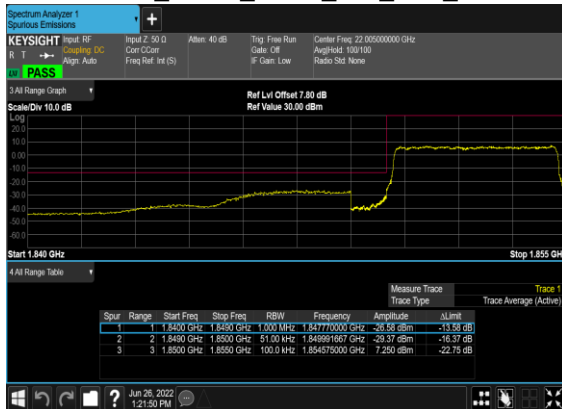 Spectrum Analyzer 1
Spurious Emissions
+
KEYSIGHT Input: RF Input Z: 50 Ω Atten: 40 dB Trig: Free Run Center Freq: 22.005000000 GHz
R T Coupling: DC Corr CCorr Gate: Off Avg|Hold: 100/100
Align: Auto Freq Ref: Int (S) IF Gain: Low Radio Std: None
PASS
3 All Range Graph
Ref Lvl Offset 7.80 dB
Scale/Div 10.0 dB Ref Value 30.00 dBm
Log
20.0
10.0
0.00
-10.0
-20.0
-30.0
-40.0
-50.0
-60.0
Start 1.840 GHz Stop 1.855 GH
4 All Range Table
Measure Trace Trace 1
Trace Type Trace Average (Active)
Spur Range Start Freq Stop Freq RBW Frequency Amplitude ΔLimit
1 1 1.8400 GHz 1.8490 GHz 1.000 MHz 1.847770000 GHz -26.58 dBm -13.58 dB
2 2 1.8490 GHz 1.8500 GHz 51.00 kHz 1.849991667 GHz -29.37 dBm -16.37 dB
3 3 1.8500 GHz 1.8550 GHz 100.0 kHz 1.854575000 GHz 7.250 dBm -22.75 dB
? Jun 26, 2022
1:21:50 PM